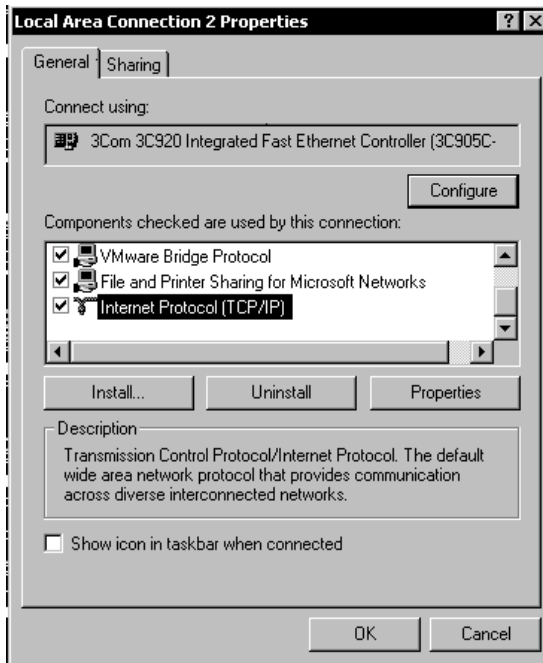 Local Area Connection 2 Properties
General Sharing
Connect using:
3Com 3C920 Integrated Fast Ethernet Controller (3C905C-
Configure
Components checked are used by this connection:
VMware Bridge Protocol
File and Printer Sharing for Microsoft Networks
Internet Protocol (TCP/IP)
Install... Uninstall Properties
Description
Transmission Control Protocol/Internet Protocol. The default
wide area network protocol that provides communication
across diverse interconnected networks.
Show icon in taskbar when connected
OK Cancel